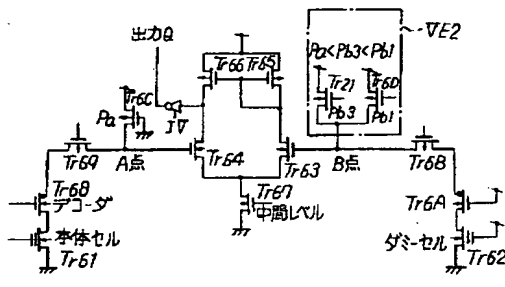 出力Q
▽E2
Pa<Pb3<Pb1
Tr66 Tr65
Tr6C
Tr21
Tr6D
Pa
IV
Pb3
Pb1
Tr69
A点
Tr64
Tr63
B点
Tr6B
Tr68
デコーダ
Tr67
中間レベル
Tr6A
本体セル
ダミーセル
Tr61
Tr62